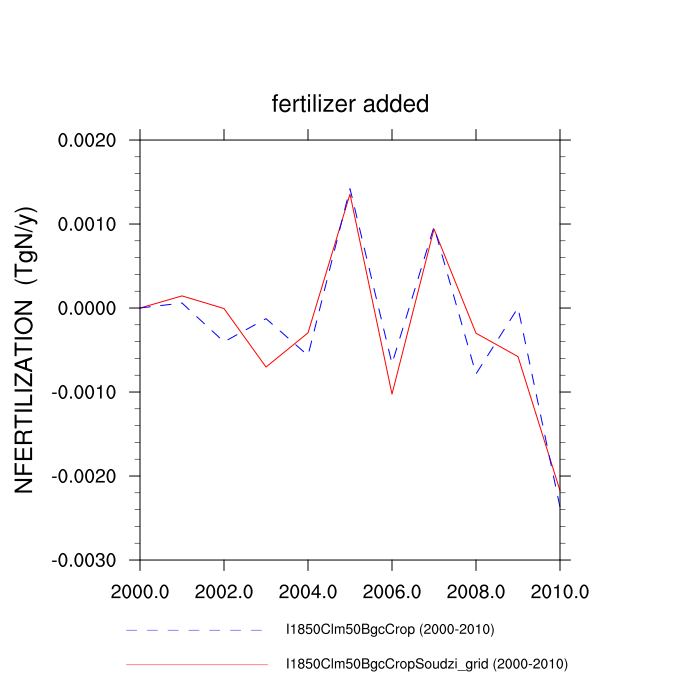 fertilizer added
NFERTILIZATION (TgN/y)
0.0020
0.0010
0.0000
-0.0010
-0.0020
-0.0030
2000.0 2002.0 2004.0 2006.0 2008.0 2010.0
I1850Clm50BgcCrop (2000-2010)
I1850Clm50BgcCropSoudzi_grid (2000-2010)